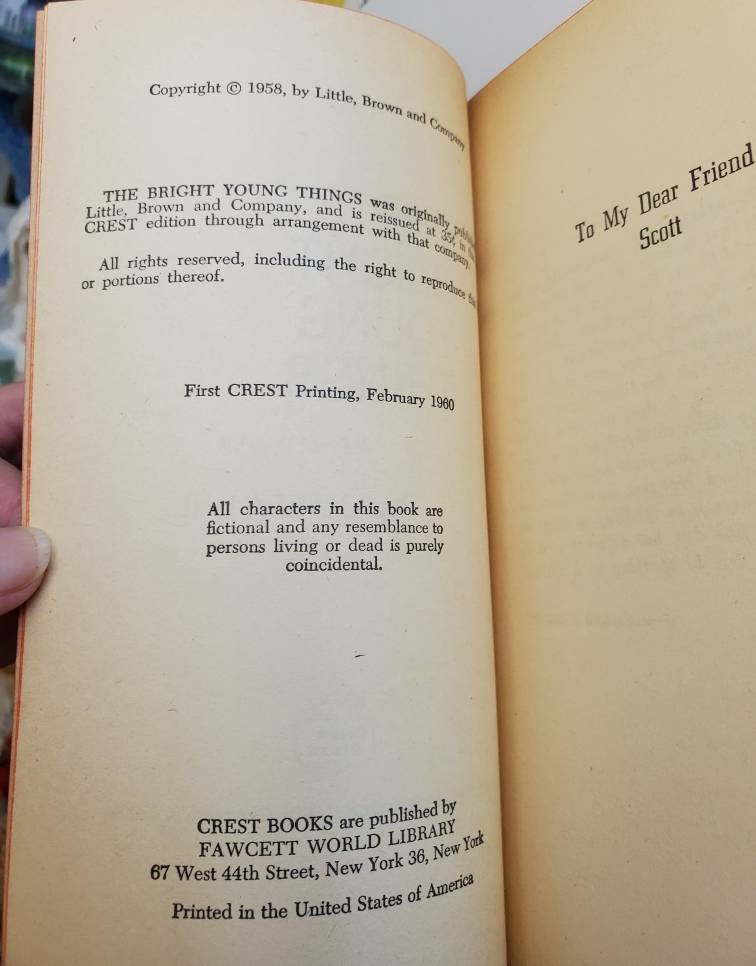 Copyright © 1958, by Little, Brown and Company
THE BRIGHT YOUNG THINGS was originally
Little, Brown and Company, and is reissued at 35¢ in
CREST edition through arrangement with that company.
All rights reserved, including the right to reproduce
or portions thereof.
First CREST Printing, February 1960
All characters in this book are
fictional and any resemblance to
persons living or dead is purely
coincidental.
CREST BOOKS are published by
FAWCETT WORLD LIBRARY
67 West 44th Street, New York 36, New York
Printed in the United States of America
To My Dear Friend
Scott